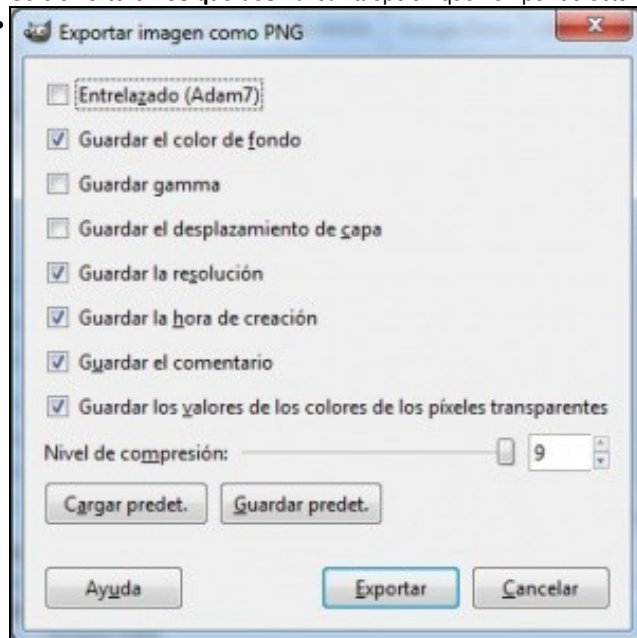 Exportar imagen como PNG
Entrelazado (Adam7)
Guardar el color de fondo
Guardar gamma
Guardar el desplazamiento de capa
Guardar la resolución
Guardar la hora de creación
Guardar el comentario
Guardar los valores de los colores de los píxeles transparentes
Nivel de compresión: 9
Cargar predet. Guardar predet.
Ayuda Exportar Cancelar